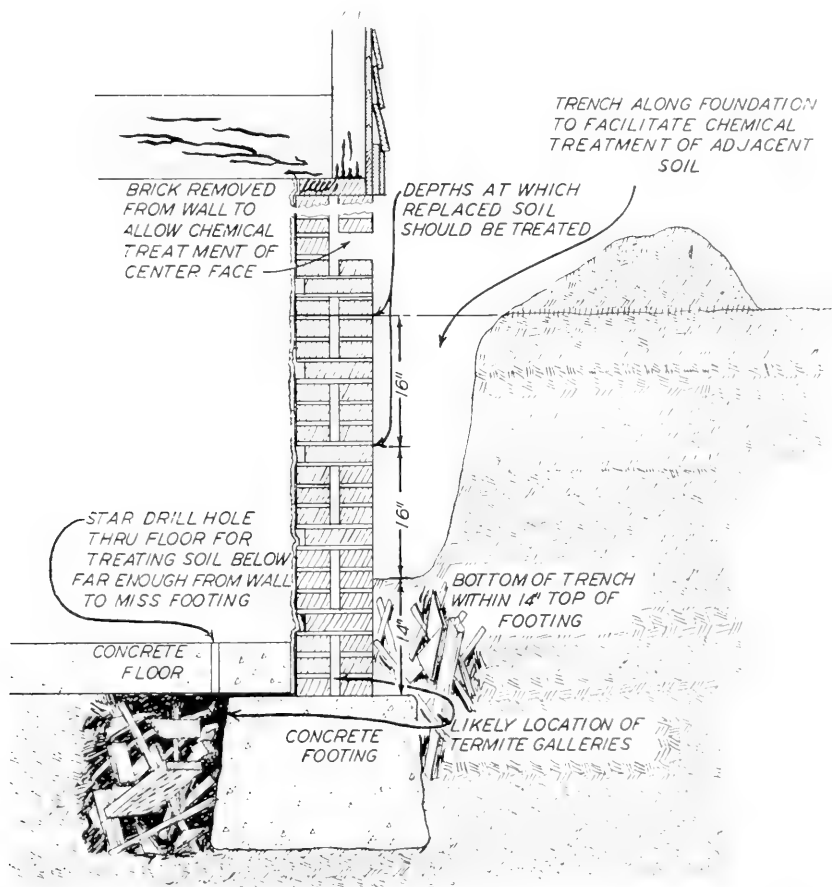 TRENCH ALONG FOUNDATION
TO FACILITATE CHEMICAL
TREATMENT OF ADJACENT
SOIL
BRICK REMOVED
FROM WALL TO
ALLOW CHEMICAL
TREATMENT OF
CENTER FACE
DEPTHS AT WHICH
REPLACED SOIL
SHOULD BE TREATED
16"
16"
14"
STAR DRILL HOLE
THRU FLOOR FOR
TREATING SOIL BELOW
FAR ENOUGH FROM WALL
TO MISS FOOTING
BOTTOM OF TRENCH
WITHIN 14" TOP OF
FOOTING
CONCRETE
FLOOR
CONCRETE
FOOTING
LIKELY LOCATION OF
TERMITE GALLERIES